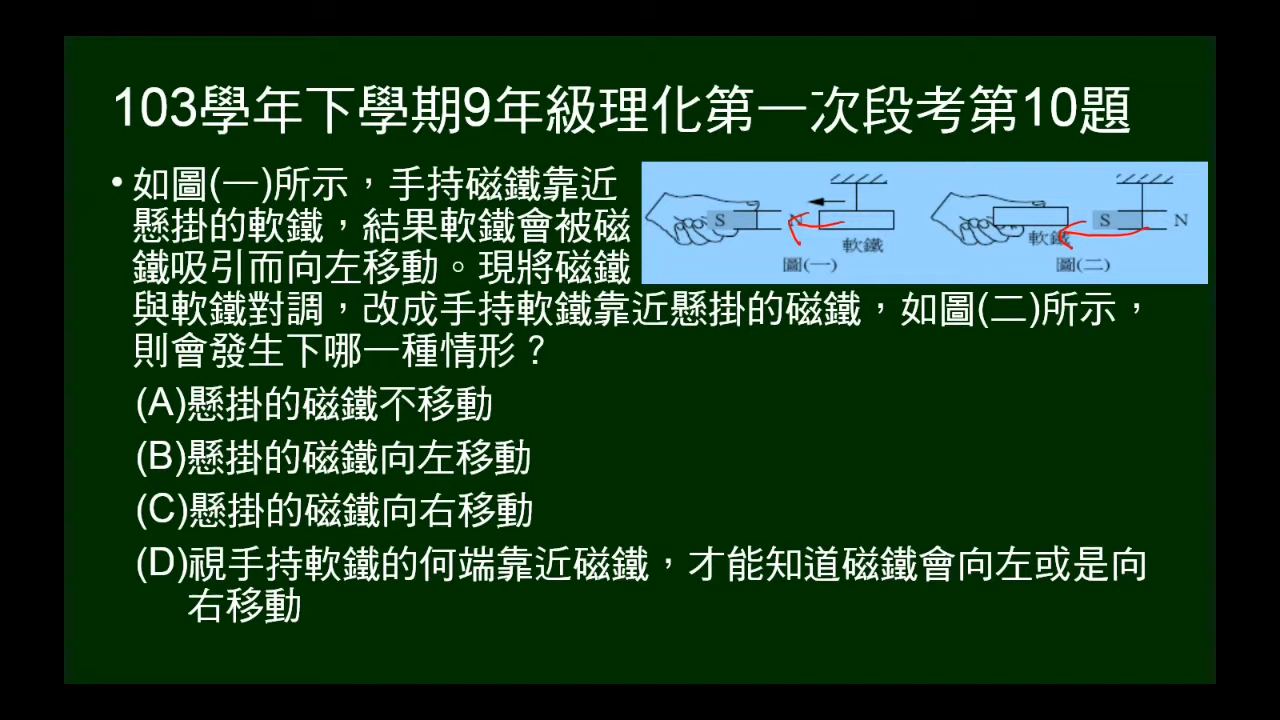 103學年下學期9年級理化第一次段考第10題
•如圖(一)所示，手持磁鐵靠近
懸掛的軟鐵，結果軟鐵會被磁
鐵吸引而向左移動。現將磁鐵
與軟鐵對調，改成手持軟鐵靠近懸掛的磁鐵，如圖(二)所示，
則會發生下哪一種情形？
S N 軟鐵
圖(一)
軟鐵 S N
圖(二)
(A)懸掛的磁鐵不移動
(B)懸掛的磁鐵向左移動
(C)懸掛的磁鐵向右移動
(D)視手持軟鐵的何端靠近磁鐵，才能知道磁鐵會向左或是向
右移動